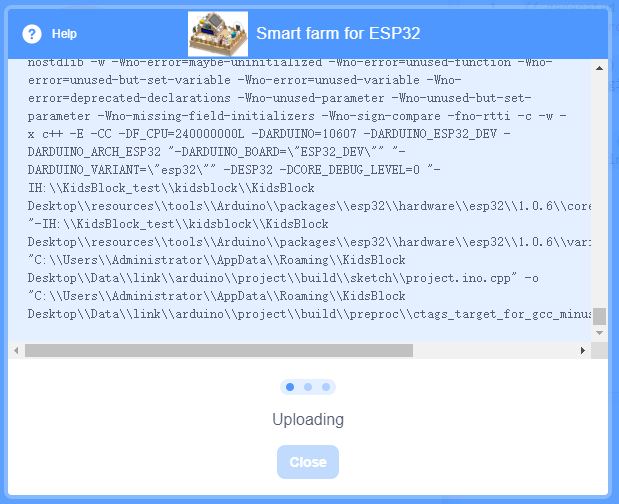 Help
Smart farm for ESP32
nostdlib -w -Wno-error=maybe-uninitialized -Wno-error=unused-function -Wno-
error=unused-but-set-variable -Wno-error=unused-variable -Wno-
error=deprecated-declarations -Wno-unused-parameter -Wno-unused-but-set-
parameter -Wno-missing-field-initializers -Wno-sign-compare -fno-rtti -c -w -
x c++ -E -CC -DF_CPU=240000000L -DARDUINO=10607 -DARDUINO_ESP32_DEV -
DARDUINO_ARCH_ESP32 "-DARDUINO_BOARD=\"ESP32_DEV\"" "-
DARDUINO_VARIANT=\"esp32\"" -DESP32 -DCORE_DEBUG_LEVEL=0 "-
IH:\\KidsBlock_test\\kidsblock\\KidsBlock
Desktop\\resources\\tools\\Arduino\\packages\\esp32\\hardware\\esp32\\1.0.6\\core
"-IH:\\KidsBlock_test\\kidsblock\\KidsBlock
Desktop\\resources\\tools\\Arduino\\packages\\esp32\\hardware\\esp32\\1.0.6\\vari
"C:\\Users\\Administrator\\AppData\\Roaming\\KidsBlock
Desktop\\Data\\link\\arduino\\project\\build\\sketch\\project.ino.cpp" -o
"C:\\Users\\Administrator\\AppData\\Roaming\\KidsBlock
Desktop\\Data\\link\\arduino\\project\\build\\preproc\\ctags_target_for_gcc_minus
Uploading
Close